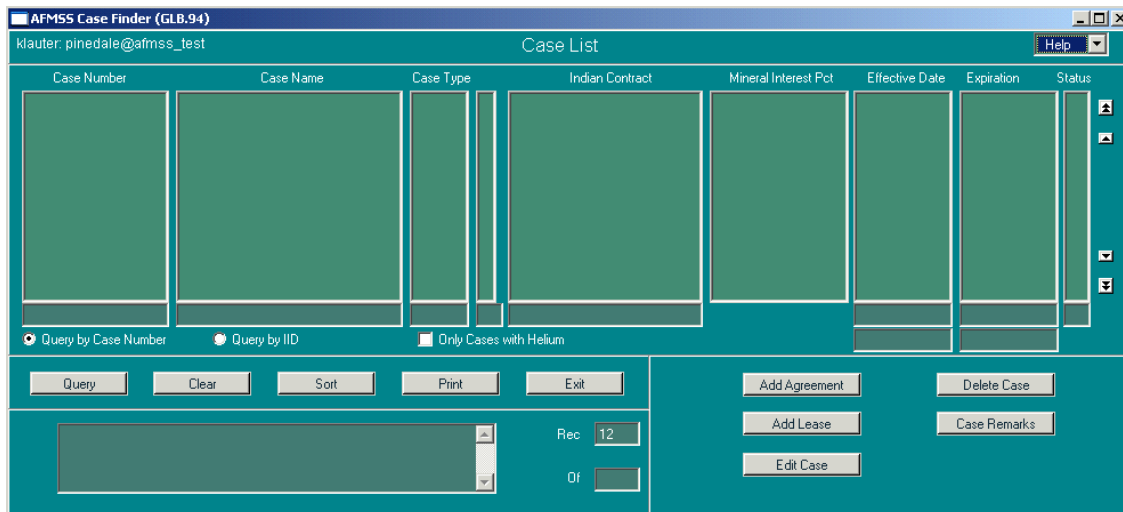 AFMSS Case Finder (GLB.94)
klauter: pinedale@afmss_test Case List Help
Case Number Case Name Case Type Indian Contract Mineral Interest Pct Effective Date Expiration Status
Query by Case Number Query by IID Only Cases with Helium
Query Clear Sort Print Exit
Add Agreement Delete Case
Add Lease Case Remarks
Edit Case
Rec 12
Of